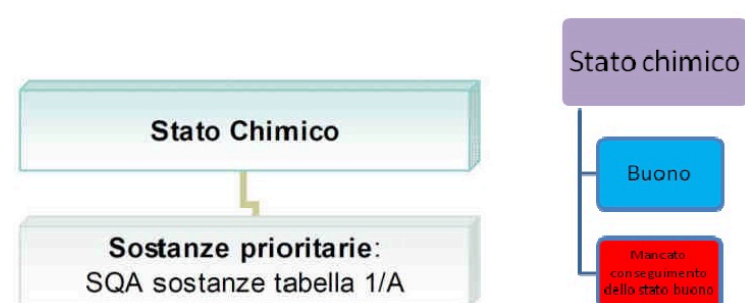 Stato Chimico
Sostanze prioritarie:
SQA sostanze tabella 1/A
Stato chimico
Buono
Mancato
conseguimento
dello stato buono